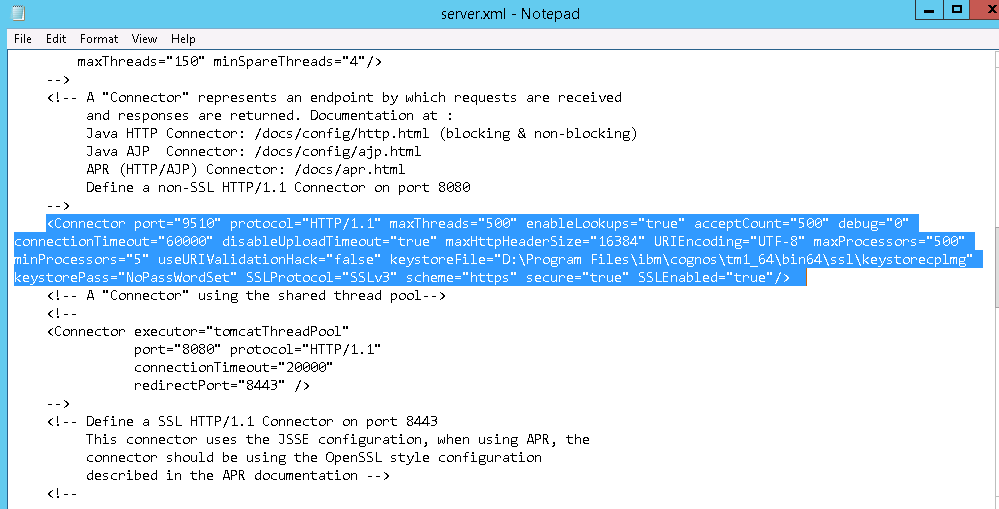 server.xml - Notepad
File Edit Format View Help
maxThreads="150" minSpareThreads="4"/>
-->
<!-- A "Connector" represents an endpoint by which requests are received
and responses are returned. Documentation at :
Java HTTP Connector: /docs/config/http.html (blocking & non-blocking)
Java AJP  Connector: /docs/config/ajp.html
APR (HTTP/AJP) Connector: /docs/apr.html
Define a non-SSL HTTP/1.1 Connector on port 8080
-->
<Connector port="9510" protocol="HTTP/1.1" maxThreads="500" enableLookups="true" acceptCount="500" debug="0"
connectionTimeout="60000" disableUploadTimeout="true" maxHttpHeaderSize="16384" URIEncoding="UTF-8" maxProcessors="500"
minProcessors="5" useURIValidationHack="false" keystoreFile="D:\Program Files\ibm\cognos\tm1_64\bin64\ssl\keystorecplmg"
keystorePass="NoPassWordSet" SSLProtocol="SSLv3" scheme="https" secure="true" SSLEnabled="true"/>
<!-- A "Connector" using the shared thread pool-->
<!--
<Connector executor="tomcatThreadPool"
port="8080" protocol="HTTP/1.1"
connectionTimeout="20000"
redirectPort="8443" />
-->
<!-- Define a SSL HTTP/1.1 Connector on port 8443
This connector uses the JSSE configuration, when using APR, the
connector should be using the OpenSSL style configuration
described in the APR documentation -->
<!--